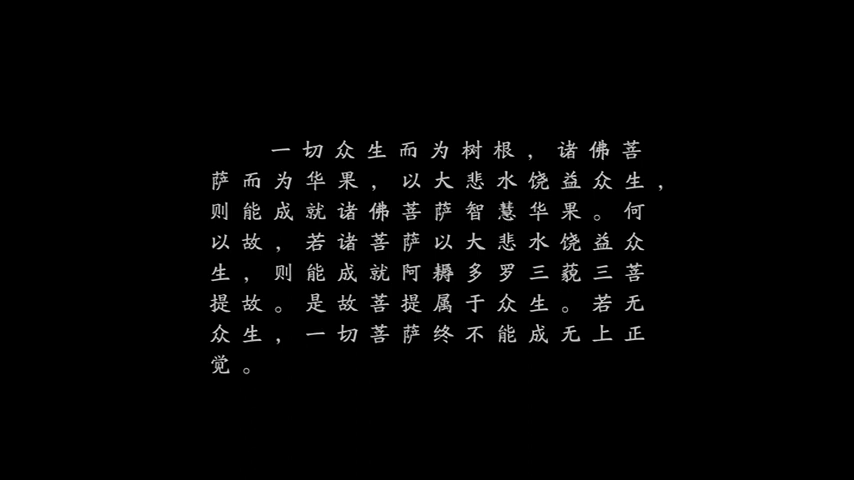 一切众生而为树根，诸佛菩
萨而为华果，以大悲水饶益众生，
则能成就诸佛菩萨智慧华果。何
以故，若诸菩萨以大悲水饶益众
生，则能成就阿耨多罗三藐三菩
提故。是故菩提属于众生。若无
众生，一切菩萨终不能成无上正
觉。